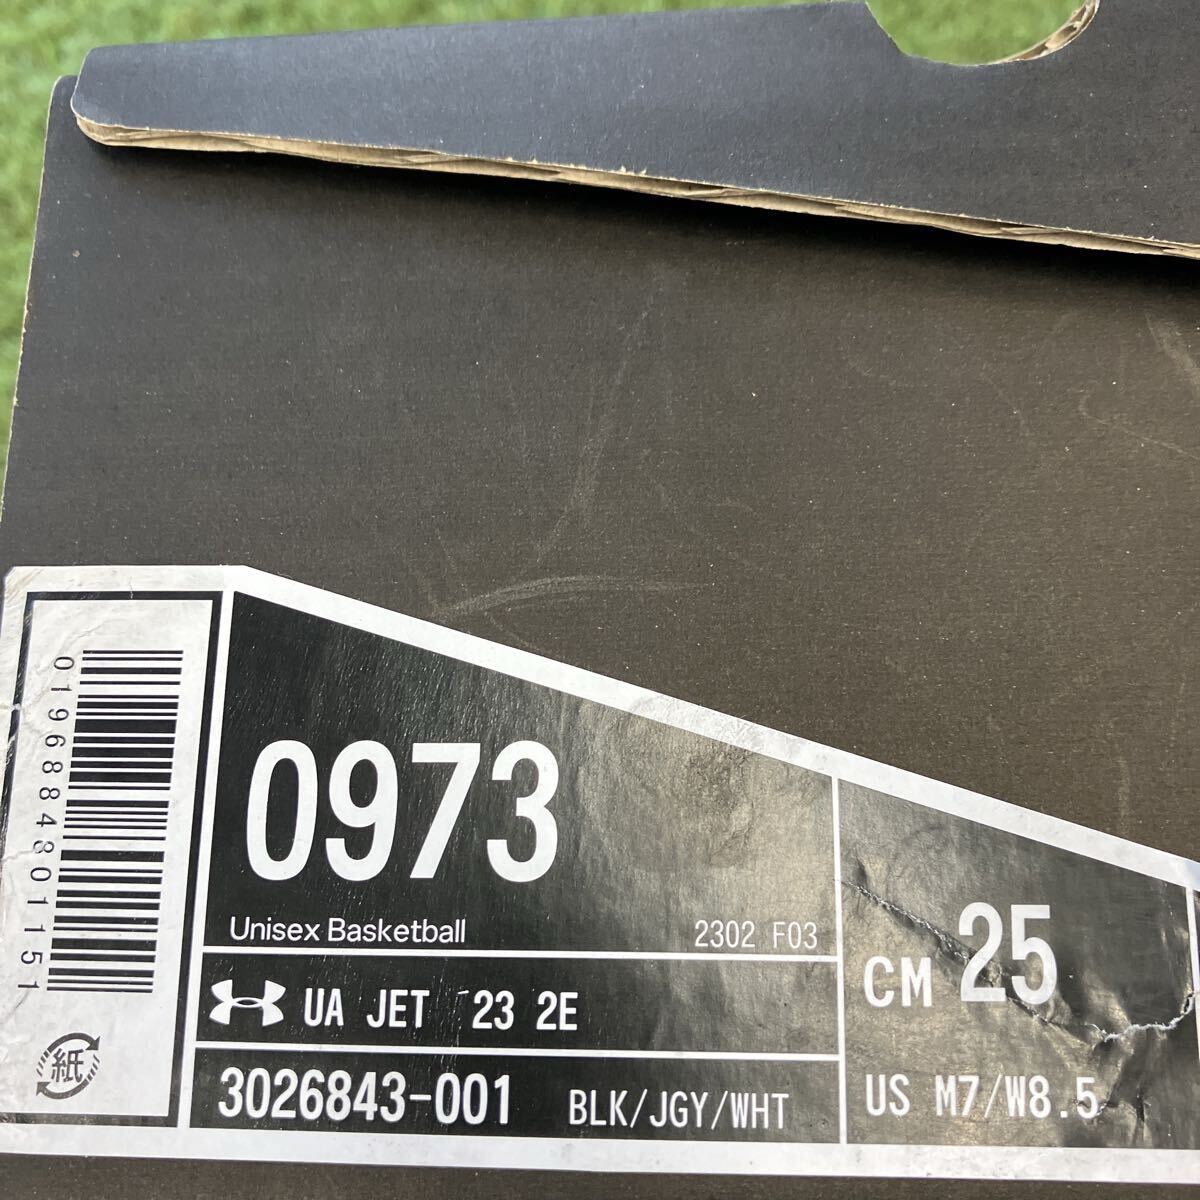 0196884801151
紙
0973
Unisex Basketball
2302 F03
UA JET 23 2E
3026843-001
BLK/JGY/WHT
CM 25
US M7/W8.5